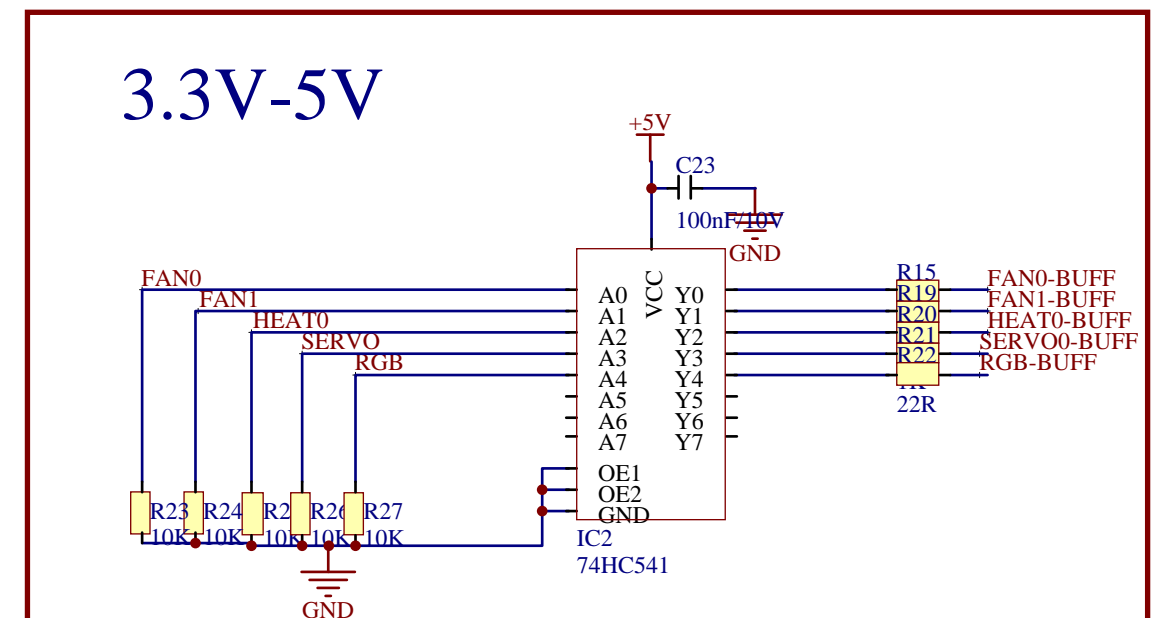 3.3V-5V
+5V
C23
100nF/10V
GND
FAN0
FAN1
HEAT0
SERVO
RGB
VCC
A0 Y0
A1 Y1
A2 Y2
A3 Y3
A4 Y4
A5 Y5
A6 Y6
A7 Y7
OE1
OE2
GND
R15 FAN0-BUFF
R19 FAN1-BUFF
R20 HEAT0-BUFF
R21 SERVO0-BUFF
R22 RGB-BUFF
22R
R23 R24 R26 R27
10K 10K 10K 10K 10K
IC2
74HC541
GND